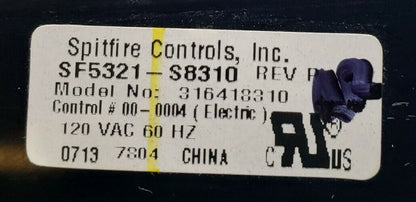 Spitfire Controls, Inc.
SF5321-S8310 REV
Model No: 316418310
Control # 00-0004 (Electric)
120 VAC 60 HZ
0713 7804 CHINA C US